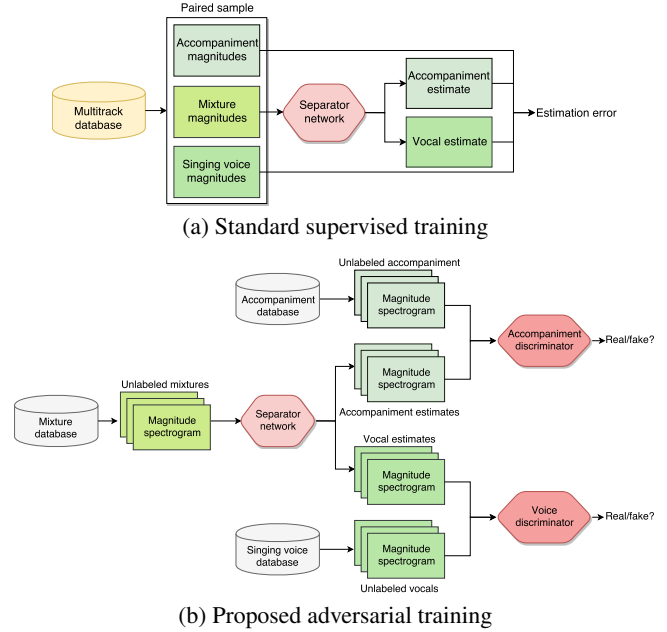 Paired sample
Accompaniment
magnitudes
Multitrack
database
Mixture
magnitudes
Singing voice
magnitudes
Separator
network
Accompaniment
estimate
Vocal estimate
Estimation error
(a) Standard supervised training
Unlabeled accompaniment
Accompaniment
database
Magnitude
spectrogram
Accompaniment
discriminator
Real/fake?
Magnitude
spectrogram
Accompaniment estimates
Unlabeled mixtures
Mixture
database
Magnitude
spectrogram
Separator
network
Vocal estimates
Magnitude
spectrogram
Voice
discriminator
Real/fake?
Singing voice
database
Magnitude
spectrogram
Unlabeled vocals
(b) Proposed adversarial training